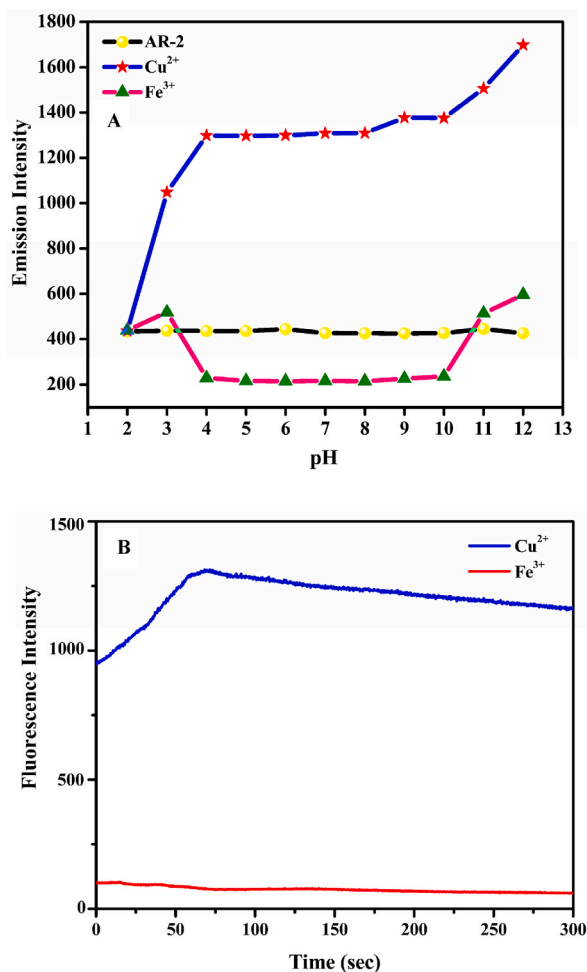 1800
1600
1400
1200
1000
800
600
400
200
Emission Intensity
AR-2
Cu²⁺
Fe³⁺
A
1 2 3 4 5 6 7 8 9 10 11 12 13
pH
1500
1000
500
0
Fluorescence Intensity
B
Cu²⁺
Fe³⁺
0 50 100 150 200 250 300
Time (sec)